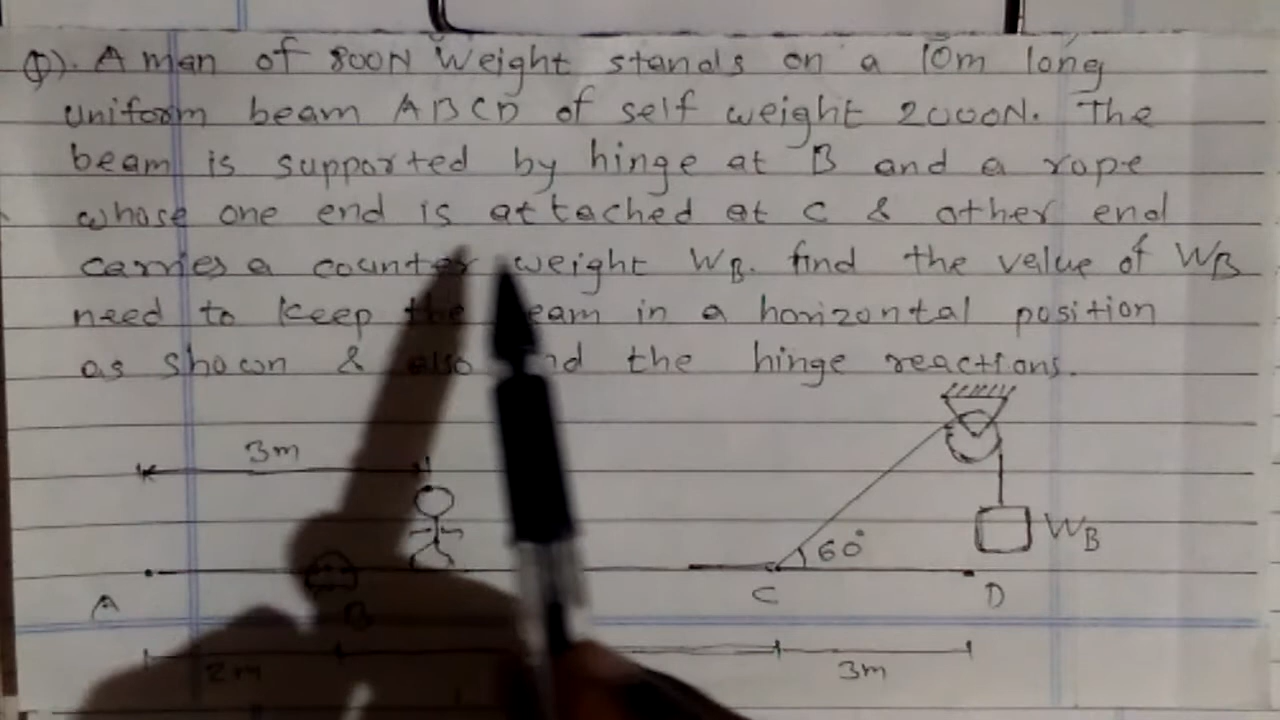 Q). A man of 800N weight stands on a 10m long
uniform beam ABCD of self weight 2000N. The
beam is supported by hinge at B and a rope
whose one end is attached at C & other end
carries a counter weight WB. find the value of WB
need to keep the eam in a horizontal position
as shown & also nd the hinge reactions.
3m
60°
WB
A
B
C
D
2m
3m